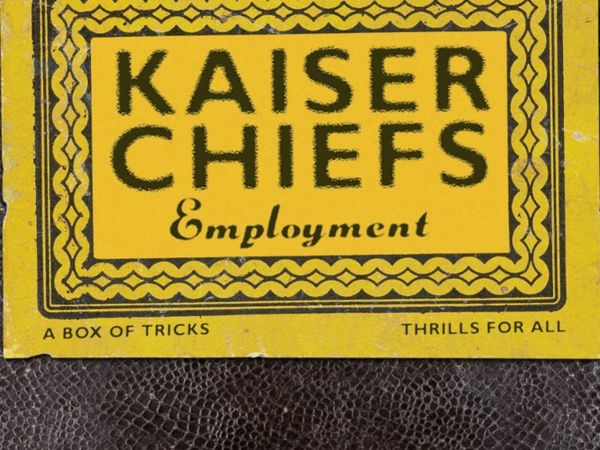 KAISER
CHIEFS
Employment
A BOX OF TRICKS
THRILLS FOR ALL